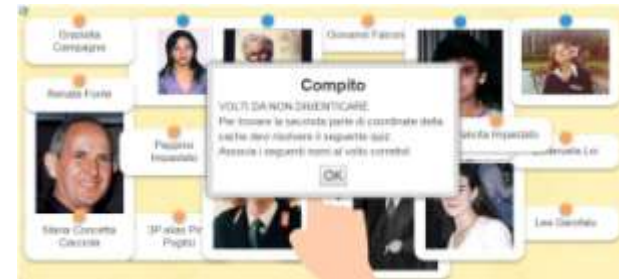 Graziella
Campagna
Giovanni Falcone
Renata Fonte
Compito
VOLTI DA NON DIMENTICARE
Per trovare la seconda parte di coordinate della
cache devi risolvere il seguente quiz
Associa i seguenti nomi al volto corretto!
OK
Peppino
Impastato
Felicita Impastato
Emanuela Loi
Maria Concetta
Cacciola
3P alias Pino
Puglisi
Lea Garofalo